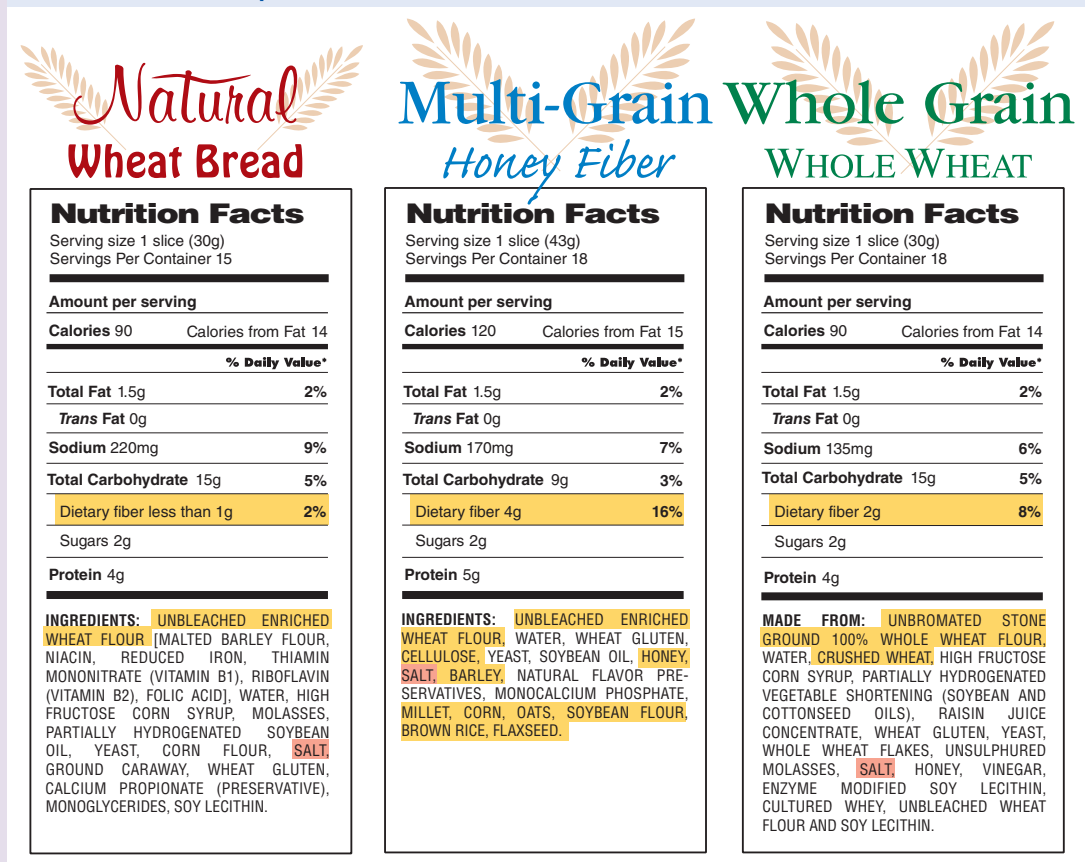 Natural
Wheat Bread
Nutrition Facts
Serving size 1 slice (30g)
Servings Per Container 15
Amount per serving
Calories 90 Calories from Fat 14
% Daily Value*
Total Fat 1.5g 2%
Trans Fat 0g
Sodium 220mg 9%
Total Carbohydrate 15g 5%
Dietary fiber less than 1g 2%
Sugars 2g
Protein 4g
INGREDIENTS: UNBLEACHED ENRICHED
WHEAT FLOUR [MALTED BARLEY FLOUR,
NIACIN, REDUCED IRON, THIAMIN
MONONITRATE (VITAMIN B1), RIBOFLAVIN
(VITAMIN B2), FOLIC ACID], WATER, HIGH
FRUCTOSE CORN SYRUP, MOLASSES,
PARTIALLY HYDROGENATED SOYBEAN
OIL, YEAST, CORN FLOUR, SALT,
GROUND CARAWAY, WHEAT GLUTEN,
CALCIUM PROPIONATE (PRESERVATIVE),
MONOGLYCERIDES, SOY LECITHIN.
Multi-Grain
Honey Fiber
Nutrition Facts
Serving size 1 slice (43g)
Servings Per Container 18
Amount per serving
Calories 120 Calories from Fat 15
% Daily Value*
Total Fat 1.5g 2%
Trans Fat 0g
Sodium 170mg 7%
Total Carbohydrate 9g 3%
Dietary fiber 4g 16%
Sugars 2g
Protein 5g
INGREDIENTS: UNBLEACHED ENRICHED
WHEAT FLOUR, WATER, WHEAT GLUTEN,
CELLULOSE, YEAST, SOYBEAN OIL, HONEY,
SALT, BARLEY, NATURAL FLAVOR PRE-
SERVATIVES, MONOCALCIUM PHOSPHATE,
MILLET, CORN, OATS, SOYBEAN FLOUR,
BROWN RICE, FLAXSEED.
Whole Grain
WHOLE WHEAT
Nutrition Facts
Serving size 1 slice (30g)
Servings Per Container 18
Amount per serving
Calories 90 Calories from Fat 14
% Daily Value*
Total Fat 1.5g 2%
Trans Fat 0g
Sodium 135mg 6%
Total Carbohydrate 15g 5%
Dietary fiber 2g 8%
Sugars 2g
Protein 4g
MADE FROM: UNBROMATED STONE
GROUND 100% WHOLE WHEAT FLOUR,
WATER, CRUSHED WHEAT, HIGH FRUCTOSE
CORN SYRUP, PARTIALLY HYDROGENATED
VEGETABLE SHORTENING (SOYBEAN AND
COTTONSEED OILS), RAISIN JUICE
CONCENTRATE, WHEAT GLUTEN, YEAST,
WHOLE WHEAT FLAKES, UNSULPHURED
MOLASSES, SALT, HONEY, VINEGAR,
ENZYME MODIFIED SOY LECITHIN,
CULTURED WHEY, UNBLEACHED WHEAT
FLOUR AND SOY LECITHIN.